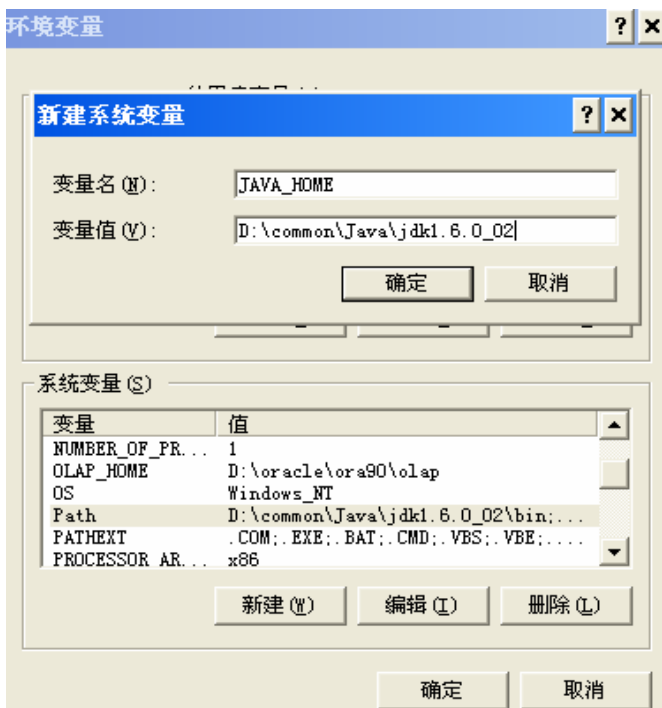 环境变量
新建系统变量
变量名(N):
JAVA_HOME
变量值(V):
D:\common\Java\jdk1.6.0_02
确定
取消
系统变量(S)
变量 值
NUMBER_OF_PR... 1
OLAP_HOME D:\oracle\ora90\olap
OS Windows_NT
Path D:\common\Java\jdk1.6.0_02\bin;...
PATHEXT .COM;.EXE;.BAT;.CMD;.VBS;.VBE;....
PROCESSOR AR... x86
新建(W) 编辑(I) 删除(L)
确定 取消